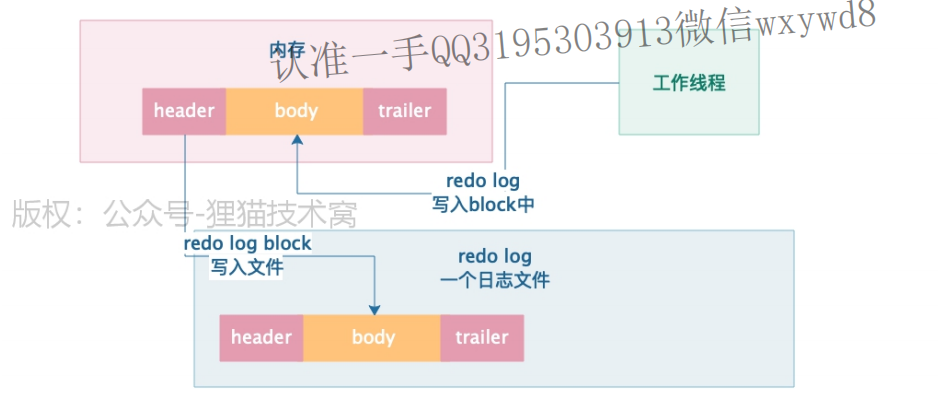 认准一手QQ3195303913微信wxywd8
内存
工作线程
header body trailer
redo log
写入block中
版权：公众号-狸猫技术窝
redo log block
写入文件
redo log
一个日志文件
header body trailer